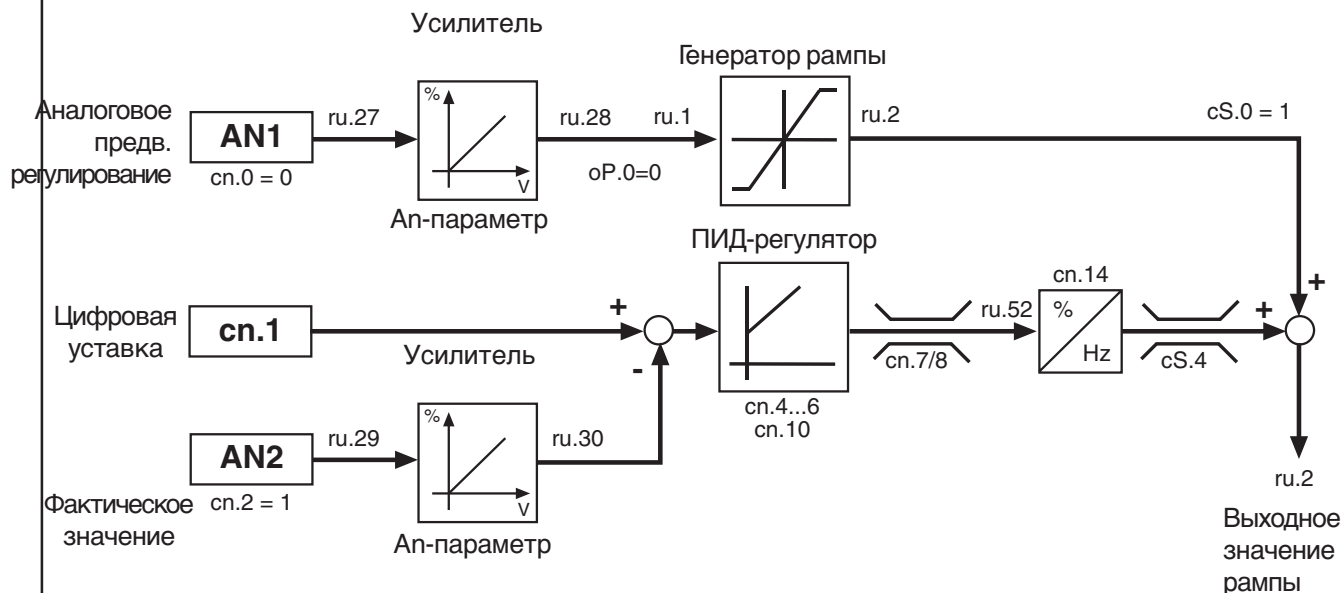 Усилитель
Генератор рампы
Аналоговое
предв.
регулирование
AN1
cn.0 = 0
ru.27
%
V
An-параметр
ru.28
oP.0=0
ru.1
ru.2
cS.0 = 1
ПИД-регулятор
Цифровая
уставка
cn.1
+
-
Усилитель
cn.4...6
cn.10
cn.7/8
ru.52
cn.14
%
Hz
cS.4
+
+
Фактическое
значение
AN2
cn.2 = 1
ru.29
%
V
An-параметр
ru.30
ru.2
Выходное
значение
рампы